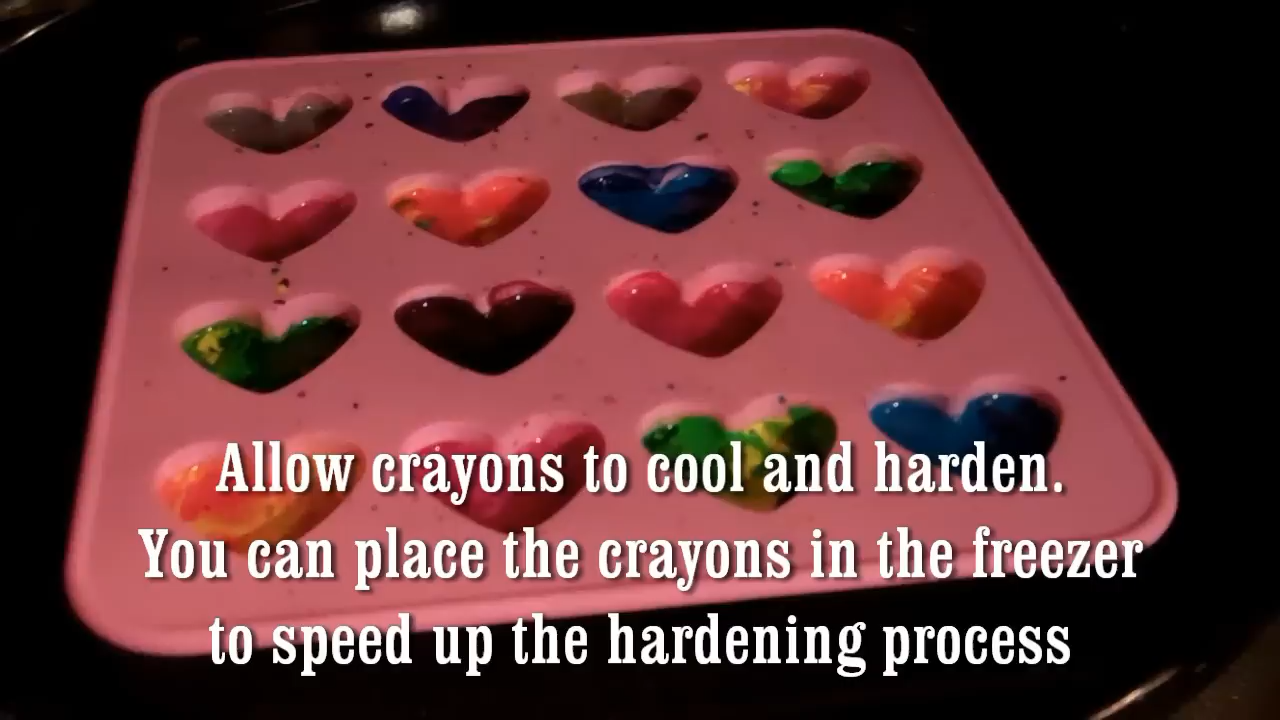 Allow crayons to cool and harden.
You can place the crayons in the freezer
to speed up the hardening process